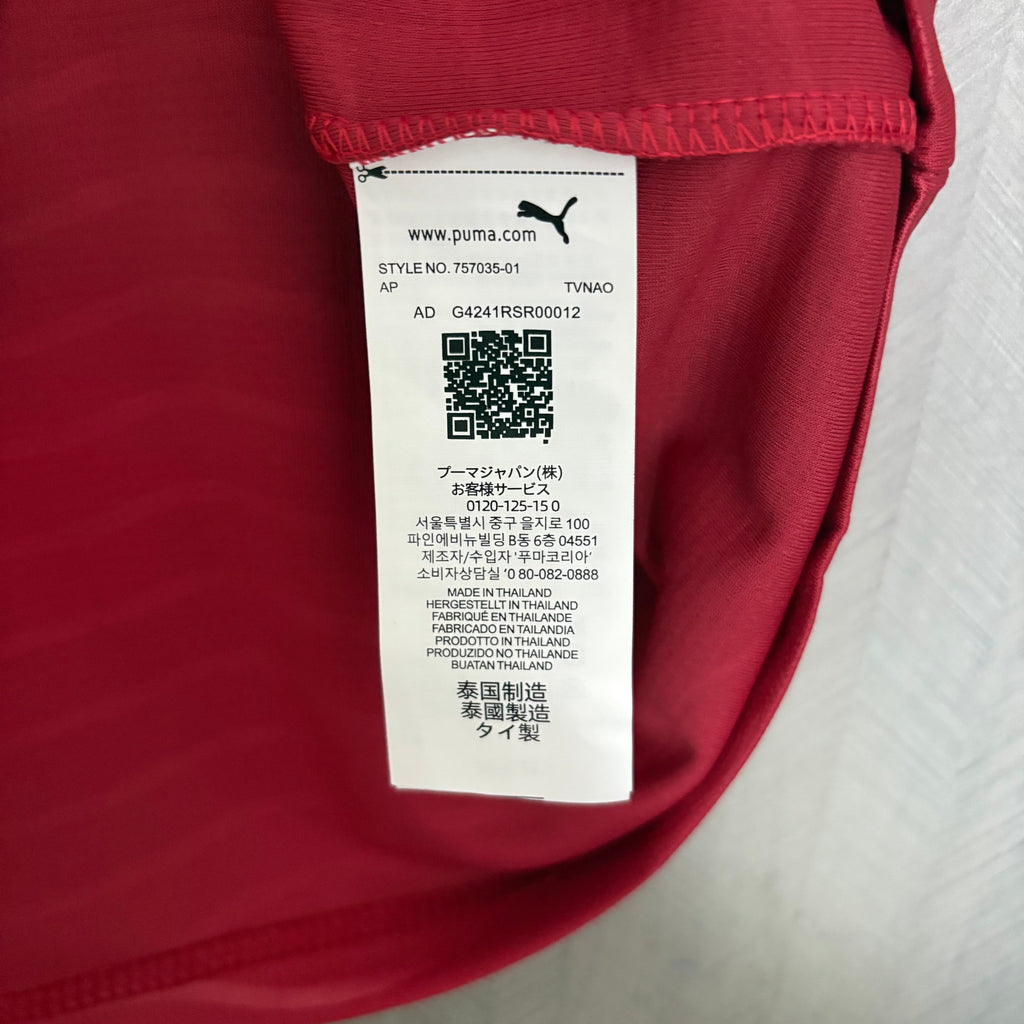 www.puma.com
STYLE NO. 757035-01
AP TVNAO
AD G4241RSR00012
プーマジャパン(株)
お客様サービス
0120-125-15 0
서울특별시 중구 을지로 100
파인에비뉴빌딩 B동 6층 04551
제조자/수입자 '푸마코리아'
소비자상담실 '0 80-082-0888
MADE IN THAILAND
HERGESTELLT IN THAILAND
FABRIQUÉ EN THAILANDE
FABRICADO EN TAILANDIA
PRODOTTO IN THAILAND
PRODUZIDO NO THAILANDE
BUATAN THAILAND
泰国制造
泰國製造
タイ製